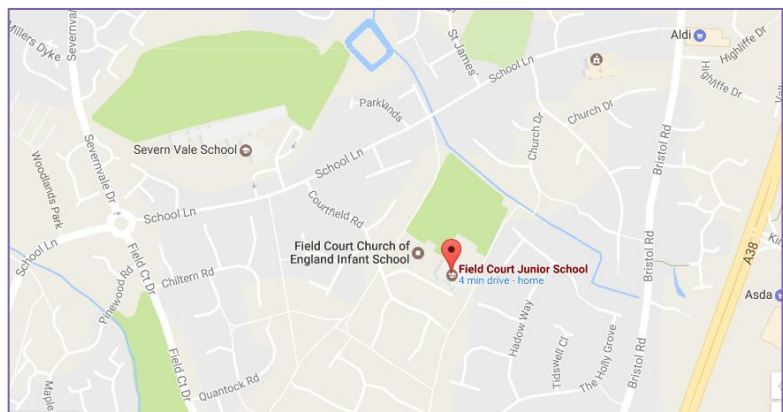 Millers Dyke
Severnvale
St James'
Aldi
Highliffe Dr
Highliffe Dr
School Ln
Parklands
Church Dr
Church Dr
Severn Vale School
School Ln
Woodlands Park
Severnvale Dr
Bristol Rd
Courtfield Rd
School Ln
School Ln
Field Court Church of
England Infant School
Field Court Junior School
4 min drive - home
Bristol Rd
A38
Chiltern Rd
Pinewood Rd
Field Ct Dr
Asda
Hadow Way
Tidswell Cl
The Holly Grove
Bristol Rd
Field Ct Dr
Quantock Rd
Maple